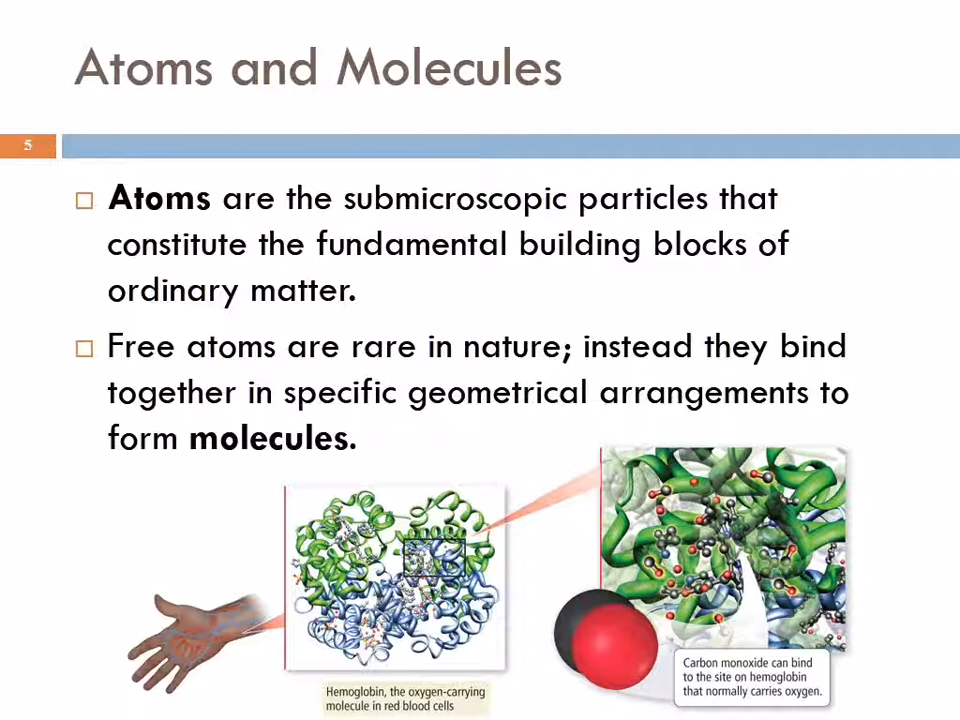 Atoms and Molecules
5
Atoms are the submicroscopic particles that
constitute the fundamental building blocks of
ordinary matter.
Free atoms are rare in nature; instead they bind
together in specific geometrical arrangements to
form molecules.
Hemoglobin, the oxygen-carrying
molecule in red blood cells
Carbon monoxide can bind
to the site on hemoglobin
that normally carries oxygen.